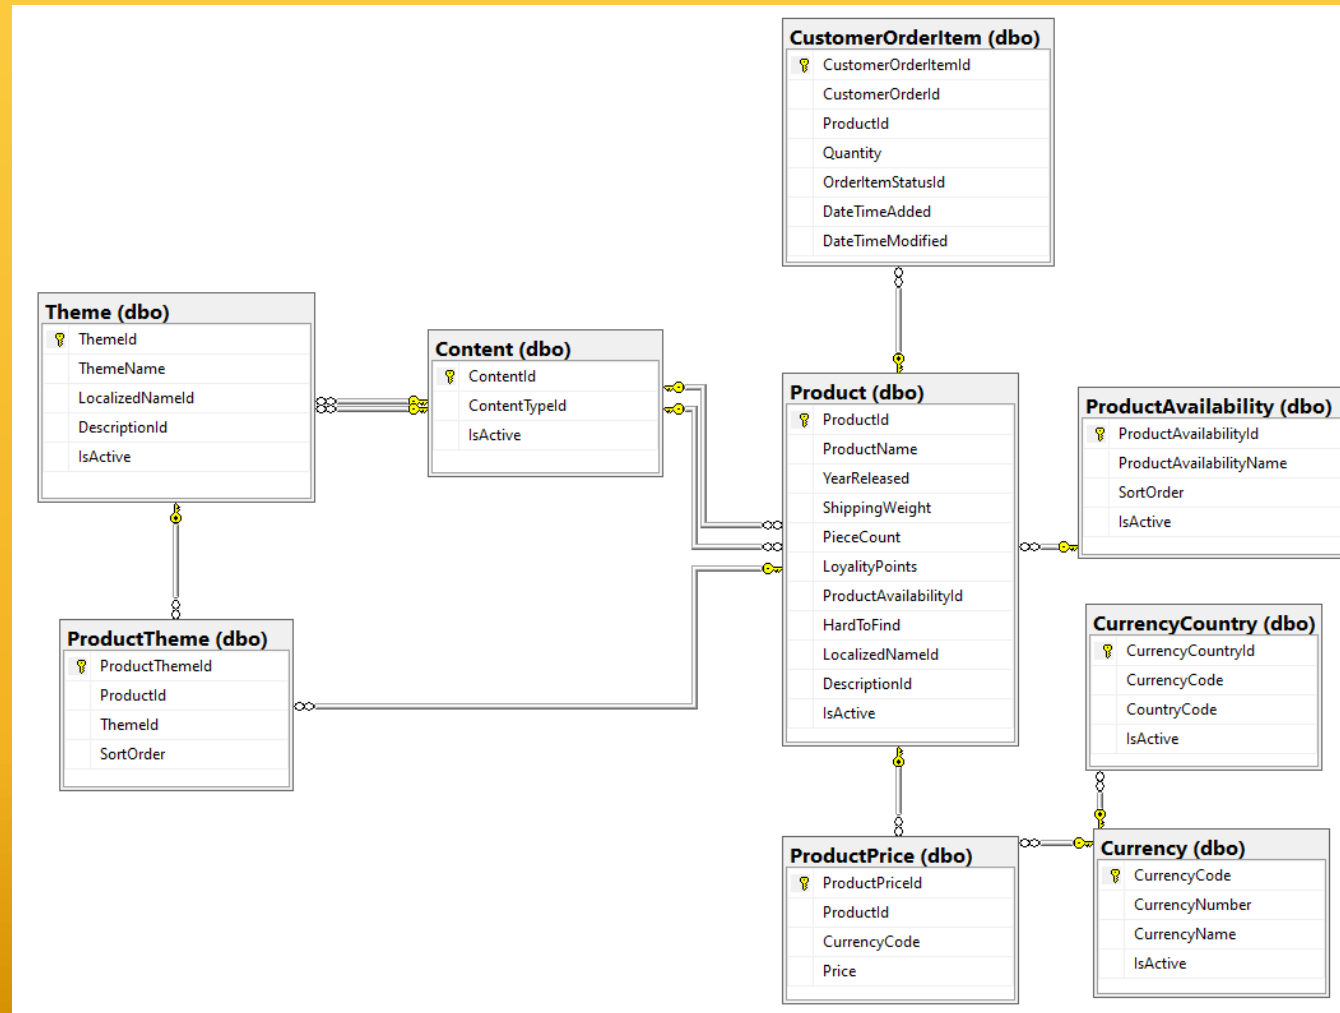 CustomerOrderItem (dbo)
CustomerOrderItemId
CustomerOrderId
ProductId
Quantity
OrderItemStatusId
DateTimeAdded
DateTimeModified
Theme (dbo)
ThemeId
ThemeName
LocalizedNameId
DescriptionId
IsActive
Content (dbo)
ContentId
ContentTypeId
IsActive
Product (dbo)
ProductId
ProductName
YearReleased
ShippingWeight
PieceCount
LoyalityPoints
ProductAvailabilityId
HardToFind
LocalizedNameId
DescriptionId
IsActive
ProductAvailability (dbo)
ProductAvailabilityId
ProductAvailabilityName
SortOrder
IsActive
ProductTheme (dbo)
ProductThemeId
ProductId
ThemeId
SortOrder
CurrencyCountry (dbo)
CurrencyCountryId
CurrencyCode
CountryCode
IsActive
ProductPrice (dbo)
ProductPriceId
ProductId
CurrencyCode
Price
Currency (dbo)
CurrencyCode
CurrencyNumber
CurrencyName
IsActive